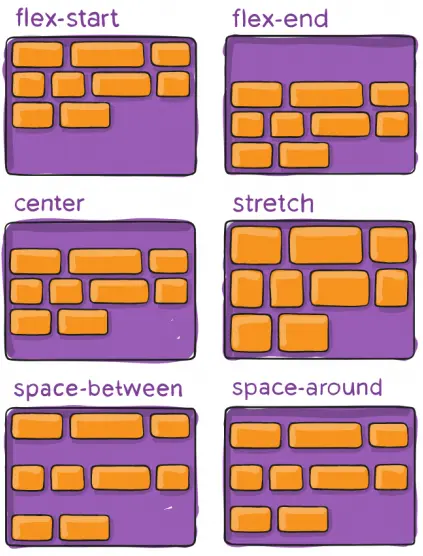 flex-start
flex-end
center
stretch
space-between
space-around